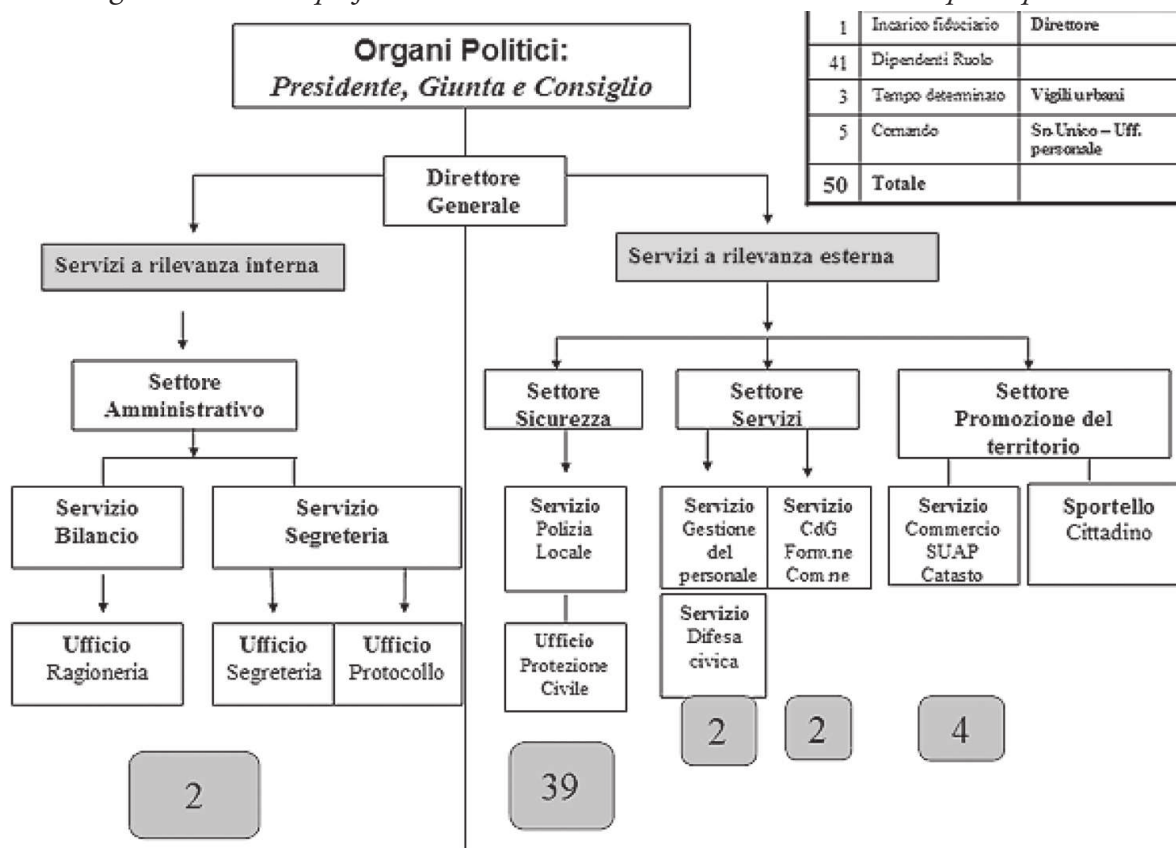 Organi Politici:
Presidente, Giunta e Consiglio
1 Incarico fiduciario Direttore
41 Dipendenti Ruolo
3 Tempo determinato Vigili urbani
5 Comando Sp.Unico – Uff.
personale
50 Totale
Direttore
Generale
Servizi a rilevanza interna
Servizi a rilevanza esterna
Settore
Amministrativo
Settore
Sicurezza
Settore
Servizi
Settore
Promozione del
territorio
Servizio
Bilancio
Servizio
Segreteria
Servizio
Polizia
Locale
Servizio
Gestione
del
personale
Servizio
CdG
Form.ne
Com.ne
Servizio
Commercio
SUAP
Catasto
Sportello
Cittadino
Servizio
Difesa
civica
Ufficio
Ragioneria
Ufficio
Segreteria
Ufficio
Protocollo
Ufficio
Protezione
Civile
2
39
2
2
4